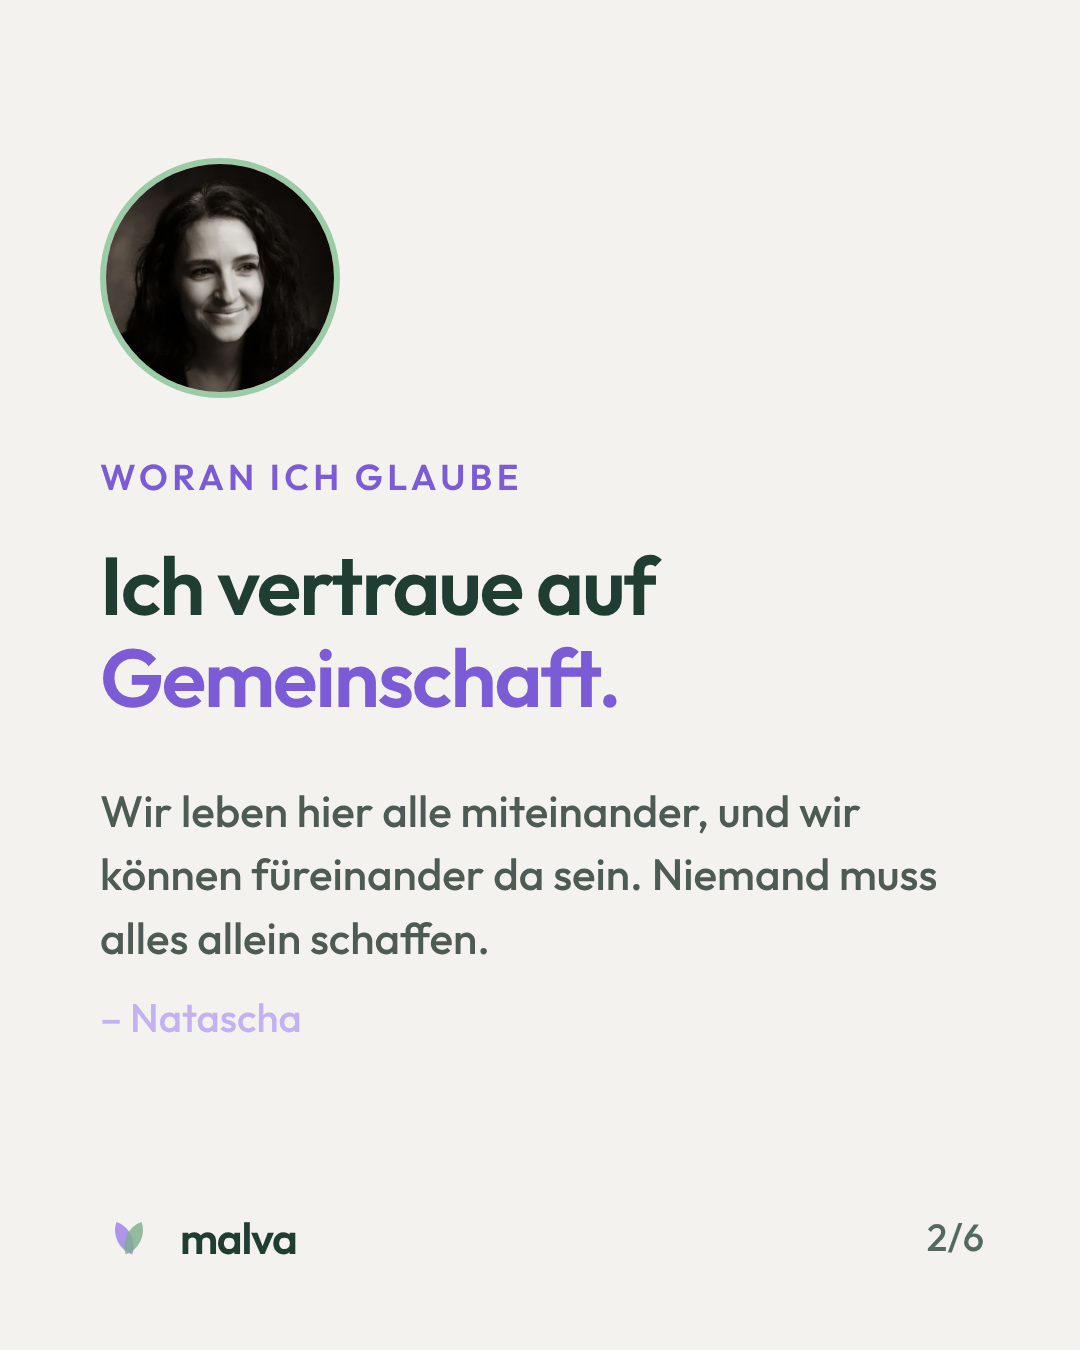 WORAN ICH GLAUBE
Ich vertraue auf
Gemeinschaft.
Wir leben hier alle miteinander, und wir
können füreinander da sein. Niemand muss
alles allein schaffen.
– Natascha
malva
2/6